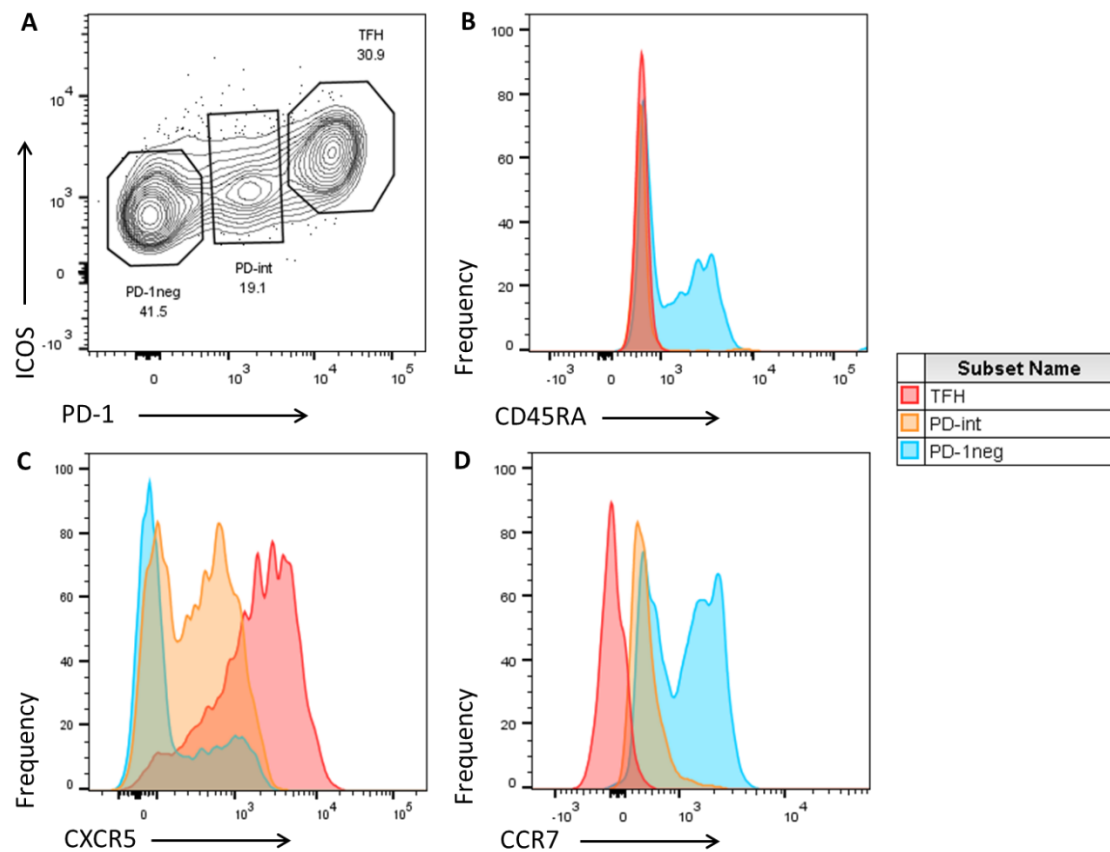 A
TFH
30.9
10^4
10^3
0
-10^3
PD-1neg
41.5
PD-int
19.1
0
10^3
10^4
10^5
ICOS
PD-1
B
100
80
60
40
20
0
-10^3
0
10^3
10^4
10^5
Frequency
CD45RA
Subset Name
TFH
PD-int
PD-1neg
C
100
80
60
40
20
0
0
10^3
10^4
10^5
Frequency
CXCR5
D
100
80
60
40
20
0
-10^3
0
10^3
10^4
Frequency
CCR7